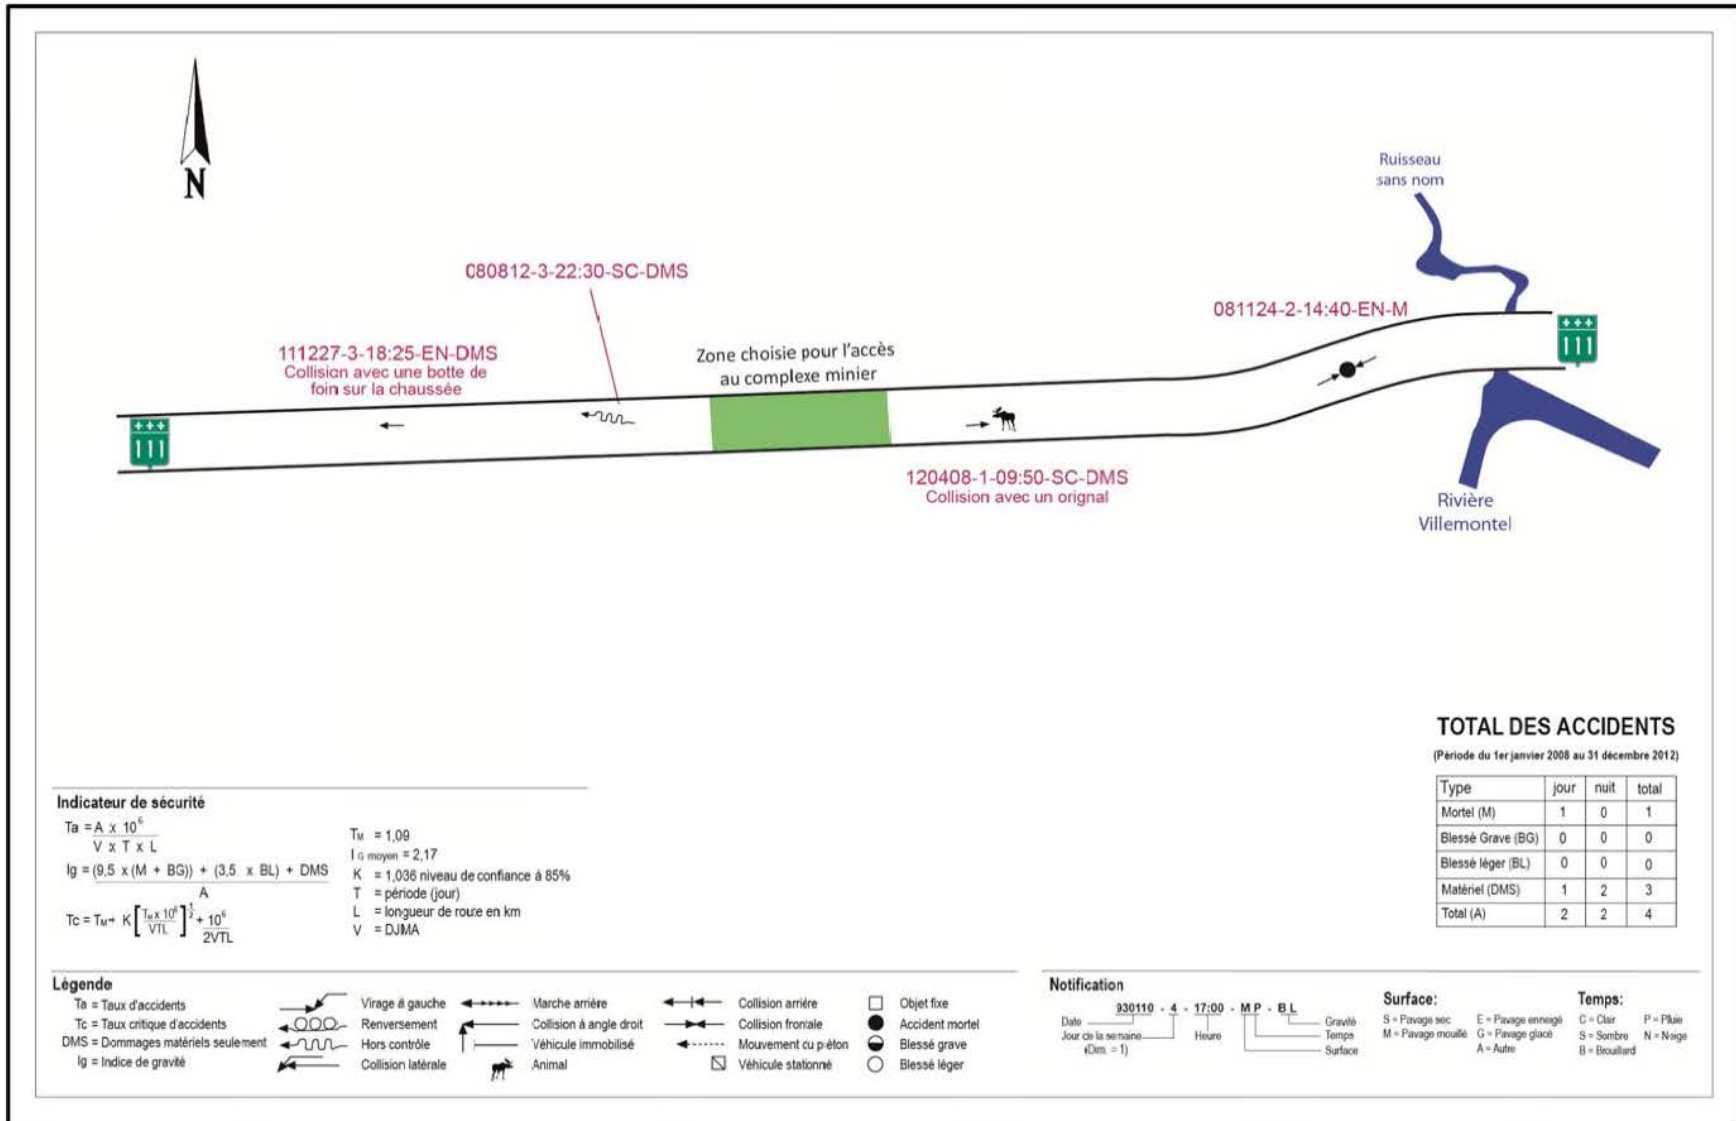 N
Ruisseau
sans nom
080812-3-22:30-SC-DMS
081124-2-14:40-EN-M
111
111227-3-18:25-EN-DMS
Collision avec une botte de
foin sur la chaussée
Zone choisie pour l'accès
au complexe minier
111
120408-1-09:50-SC-DMS
Collision avec un orignal
Rivière
Villemontel
TOTAL DES ACCIDENTS
(Période du 1er janvier 2008 au 31 décembre 2012)
Type jour nuit total
Mortel (M) 1 0 1
Blessé Grave (BG) 0 0 0
Blessé léger (BL) 0 0 0
Matériel (DMS) 1 2 3
Total (A) 2 2 4
Indicateur de sécurité
Ta = A x 10⁶
V x T x L
Ig = (9,5 x (M + BG)) + (3,5 x BL) + DMS
A
Tc = TM+ K [TM x 10⁶ / VTL]^½ + 10⁶ / 2VTL
TM = 1,09
I G moyen = 2,17
K = 1,036 niveau de confiance à 85%
T = période (jour)
L = longueur de route en km
V = DJMA
Légende
Ta = Taux d'accidents
Tc = Taux critique d'accidents
DMS = Dommages matériels seulement
Ig = Indice de gravité
Virage à gauche
Renversement
Hors contrôle
Collision latérale
Marche arrière
Collision à angle droit
Véhicule immobilisé
Animal
Collision arrière
Collision frontale
Mouvement du piéton
Véhicule stationné
Objet fixe
Accident mortel
Blessé grave
Blessé léger
Notification
930110 - 4 - 17:00 - M P - B L
Date
Jour de la semaine
(Dim. = 1)
Heure
Gravité
Temps
Surface
Surface:
S = Pavage sec E = Pavage enneigé
M = Pavage mouillé G = Pavage glacé
A = Autre
Temps:
C = Clair P = Pluie
S = Sombre N = Neige
B = Brouillard